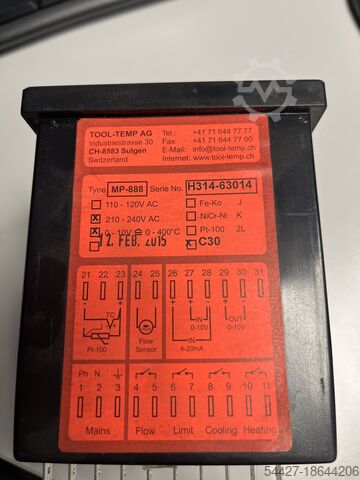 TOOL-TEMP AG Tel.: +41 71 644 77 77
Industriestrasse 30 Fax: +41 71 644 77 00
CH-8583 Sulgen E-Mail: info@tool-temp.ch
Switzerland Internet: www.tool-temp.ch
Type MP-888 Serie No. H314-63014
110 - 120V AC Fe-Ko J
x 210 - 240V AC NiCr-Ni K
x 0 - 10V ≙ 0 - 400°C Pt-100 2L
12. FEB. 2015 x C30
21 22 23 24 25 26 27 28 29 30 31
- + + - + - + -
TC IN OUT
0-10V 0-10V
Pt-100 Flow IN
Sensor 4-20mA
Ph N
1 2 3 4 5 6 7 8 9 10 11
Mains Flow Limit Cooling Heating
54427-18644206